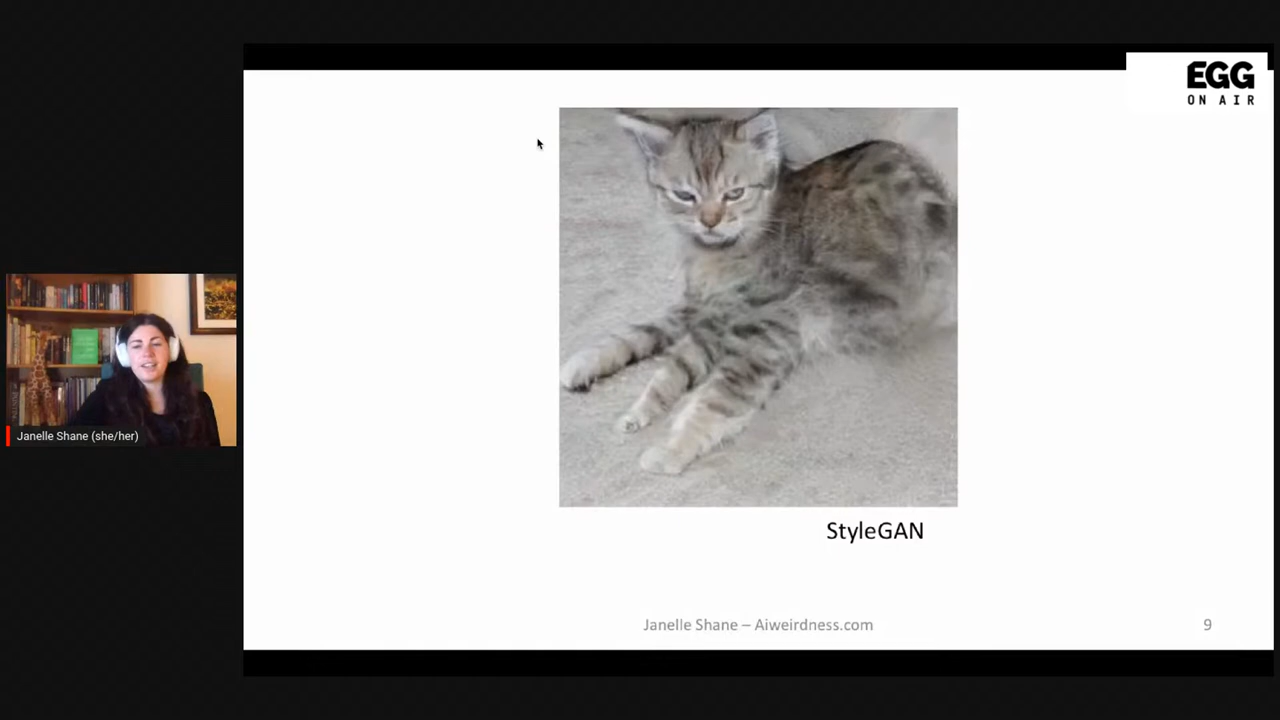 EGG
ON AIR
StyleGAN
Janelle Shane (she/her)
Janelle Shane – Aiweirdness.com
9